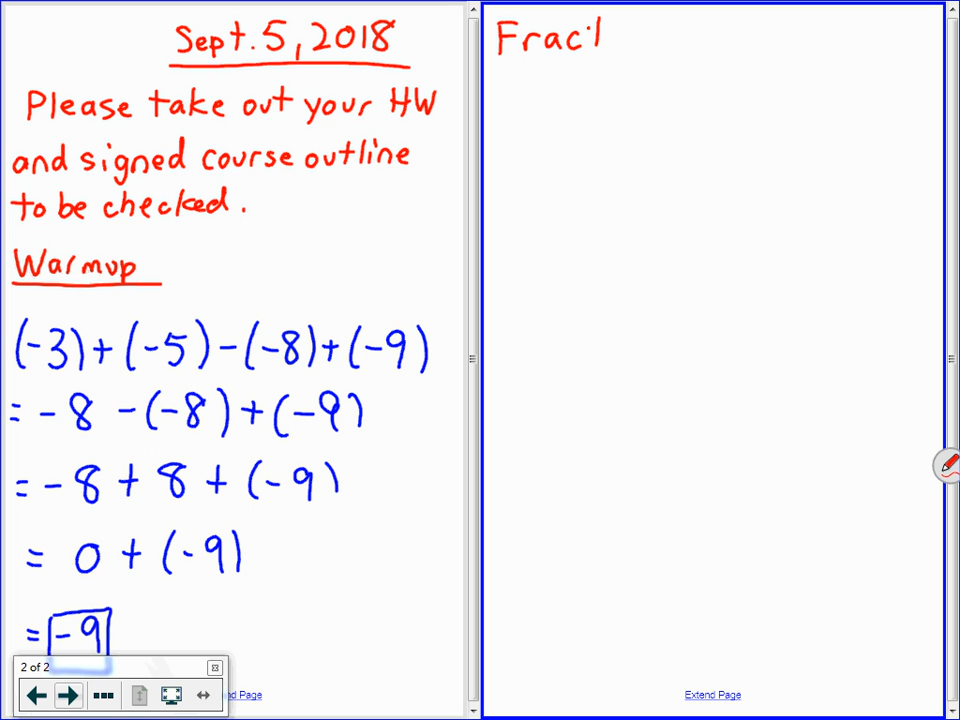 Sept. 5, 2018
Please take out your HW
and signed course outline
to be checked.
Warmup
(-3) + (-5) - (-8) + (-9)
= -8 - (-8) + (-9)
= -8 + 8 + (-9)
= 0 + (-9)
= -9
2 of 2
nd Page
Frac
Extend Page